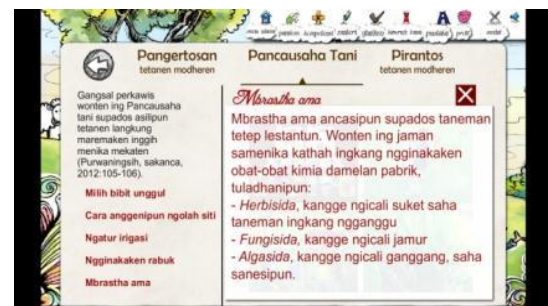 Pangertosan
tetanen modheren
Pancausaha Tani
Pirantos
tetanen modheren
Gangsal perkawis
wonten ing Pancausaha
tani supados asilipun
tetanen langkung
maremaken inggih
menika mekaten
(Purwaningsih, sakanca,
2012:105-106).
Milih bibit unggul
Cara anggenipun ngolah siti
Ngatur irigasi
Ngginakaken rabuk
Mbrastha ama
Mbrastha ama
Mbrastha ama ancasipun supados taneman
tetep lestantun. Wonten ing jaman
samenika kathah ingkang ngginakaken
obat-obat kimia damelan pabrik,
tuladhanipun:
- Herbisida, kangge ngicali suket saha
taneman ingkang ngganggu
- Fungisida, kangge ngicali jamur
- Algasida, kangge ngicali ganggang, saha
sanesipun.